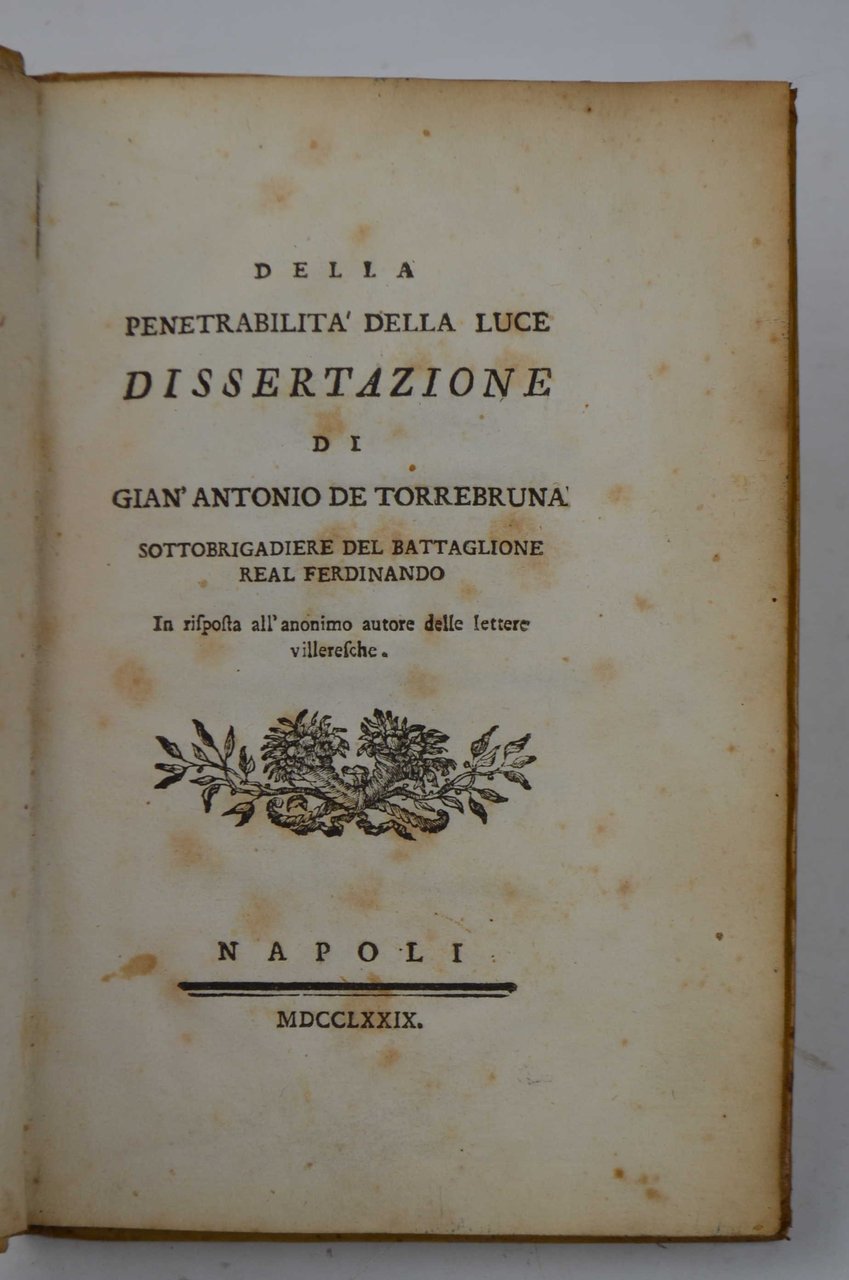 DELLA
PENETRABILITA' DELLA LUCE
DISSERTAZIONE
DI
GIAN' ANTONIO DE TORREBRUNA'
SOTTOBRIGADIERE DEL BATTAGLIONE
REAL FERDINANDO
In riſpoſta all' anonimo autore delle lettere
villereſche.
NAPOLI
MDCCLXXIX.